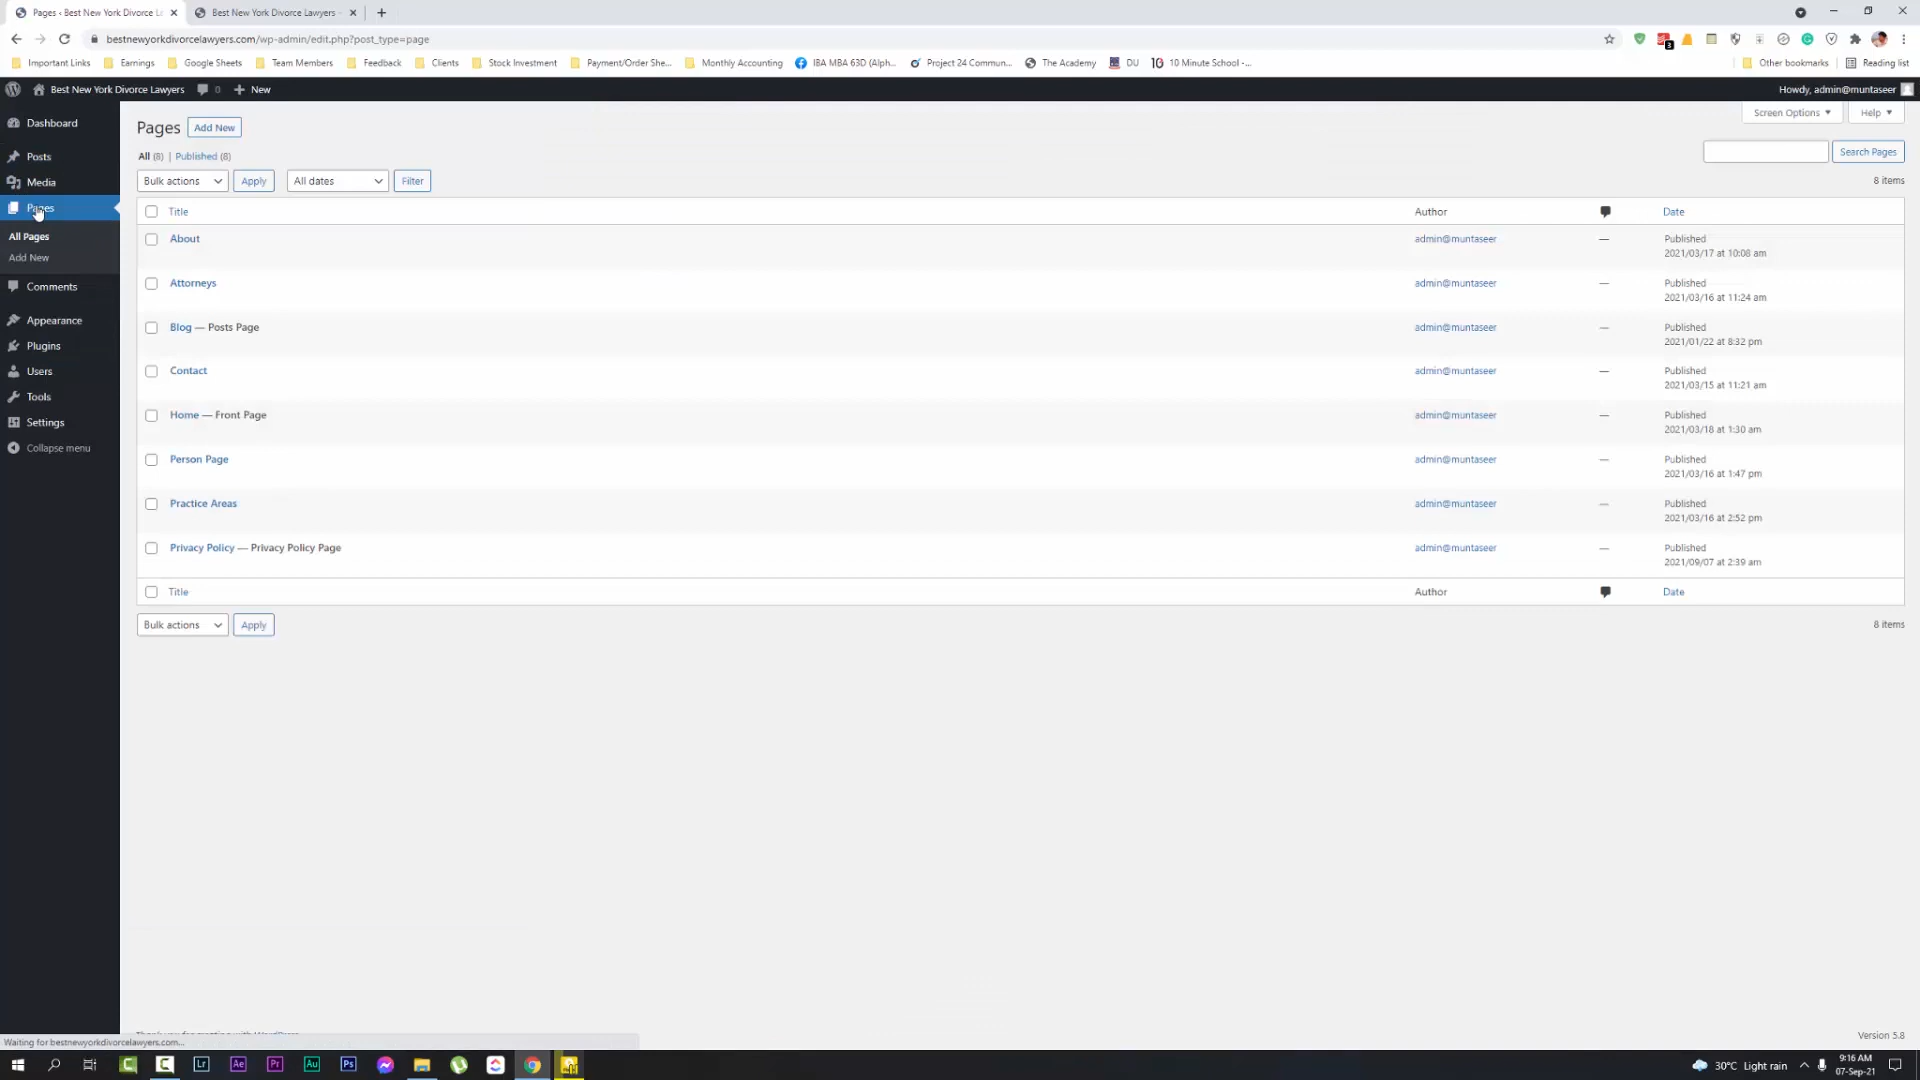 Pages ‹ Best New York Divorce L
Best New York Divorce Lawyers -
bestnewyorkdivorcelawyers.com/wp-admin/edit.php?post_type=page
3
Important Links
Earnings
Google Sheets
Team Members
Feedback
Clients
Stock Investment
Payment/Order She...
Monthly Accounting
IBA MBA 63D (Alph...
Project 24 Commun...
The Academy
DU
10 Minute School -...
Other bookmarks
Reading list
Best New York Divorce Lawyers
0
New
Howdy, admin@muntaseer
Dashboard
Posts
Media
Pages
All Pages
Add New
Comments
Appearance
Plugins
Users
Tools
Settings
Collapse menu
Pages
Add New
Screen Options
Help
All (8) | Published (8)
Search Pages
Bulk actions
Apply
All dates
Filter
8 items
Title
Author
Date
About
admin@muntaseer
—
Published
2021/03/17 at 10:08 am
Attorneys
admin@muntaseer
—
Published
2021/03/16 at 11:24 am
Blog — Posts Page
admin@muntaseer
—
Published
2021/01/22 at 8:32 pm
Contact
admin@muntaseer
—
Published
2021/03/15 at 11:21 am
Home — Front Page
admin@muntaseer
—
Published
2021/03/18 at 1:30 am
Person Page
admin@muntaseer
—
Published
2021/03/16 at 1:47 pm
Practice Areas
admin@muntaseer
—
Published
2021/03/16 at 2:52 pm
Privacy Policy — Privacy Policy Page
admin@muntaseer
—
Published
2021/09/07 at 2:39 am
Title
Author
Date
Bulk actions
Apply
8 items
Version 5.8
Waiting for bestnewyorkdivorcelawyers.com...
Lr
Ae
Pr
Au
Ps
30°C Light rain
9:16 AM
07-Sep-21